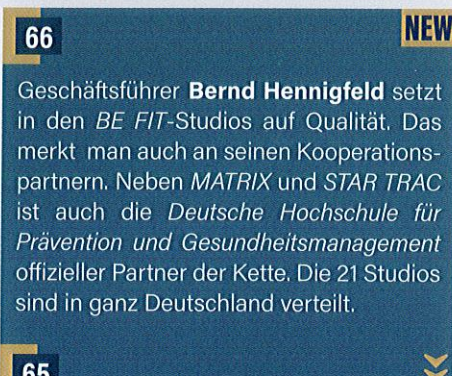 66
NEW
Geschäftsführer Bernd Hennigfeld setzt
in den BE FIT-Studios auf Qualität. Das
merkt man auch an seinen Kooperations-
partnern. Neben MATRIX und STAR TRAC
ist auch die Deutsche Hochschule für
Prävention und Gesundheitsmanagement
offizieller Partner der Kette. Die 21 Studios
sind in ganz Deutschland verteilt.
65